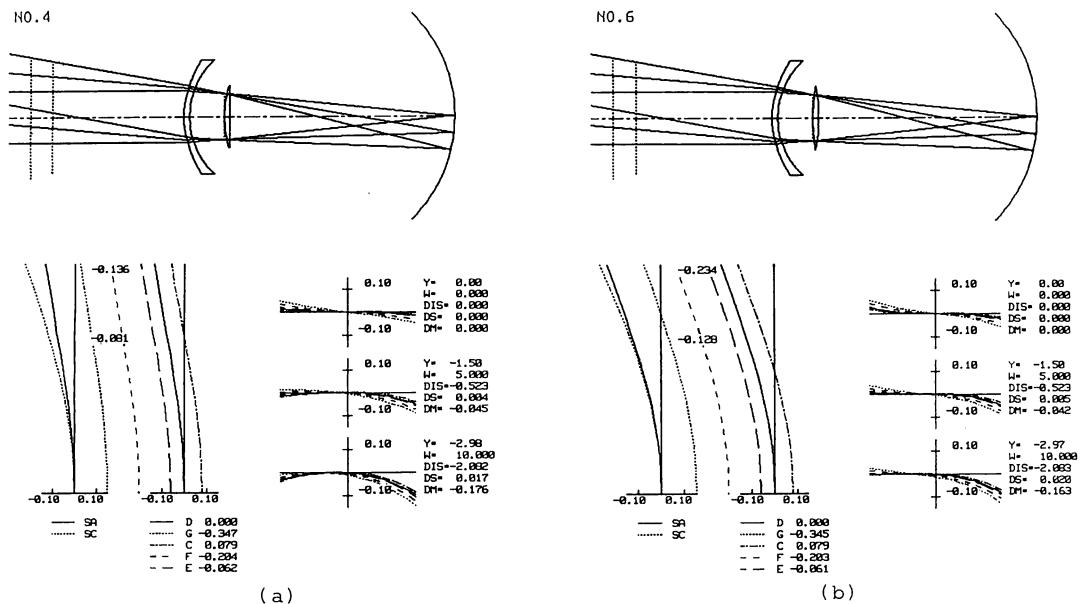 NO.4
-0.136
-0.081
-0.10 0.10
-0.10 0.10
SA
SC
D 0.000
G -0.347
C 0.079
F -0.204
E -0.062
0.10
-0.10
Y= 0.00
W= 0.000
DIS= 0.000
DS= 0.000
DM= 0.000
0.10
-0.10
Y= -1.50
W= 5.000
DIS=-0.523
DS= 0.004
DM= -0.045
0.10
-0.10
Y= -2.98
W= 10.000
DIS=-2.082
DS= 0.017
DM= -0.176
(a)
NO.6
-0.234
-0.128
-0.10 0.10
-0.10 0.10
SA
SC
D 0.000
G -0.345
C 0.079
F -0.203
E -0.061
0.10
-0.10
Y= 0.00
W= 0.000
DIS= 0.000
DS= 0.000
DM= 0.000
0.10
-0.10
Y= -1.50
W= 5.000
DIS=-0.523
DS= 0.005
DM= -0.042
0.10
-0.10
Y= -2.97
W= 10.000
DIS=-2.083
DS= 0.020
DM= -0.163
(b)